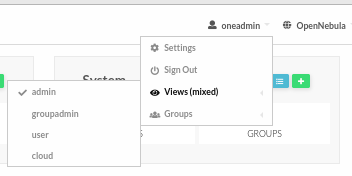 oneadmin OpenNebula
Settings
Sign Out
Views (mixed)
Groups
System
admin
groupadmin
user
cloud
GROUPS